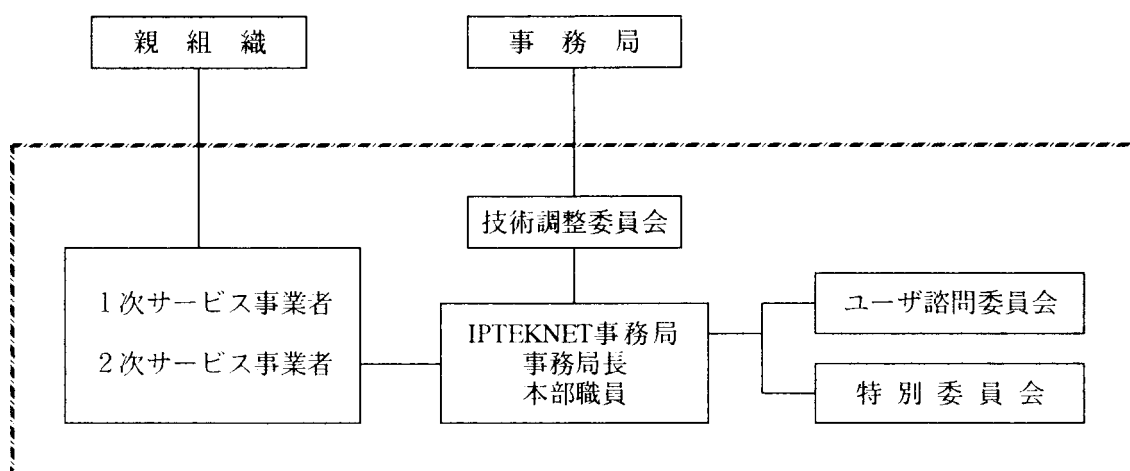 親組織
事務局
技術調整委員会
1次サービス事業者
2次サービス事業者
IPTEKNET事務局
事務局長
本部職員
ユーザ諮問委員会
特別委員会